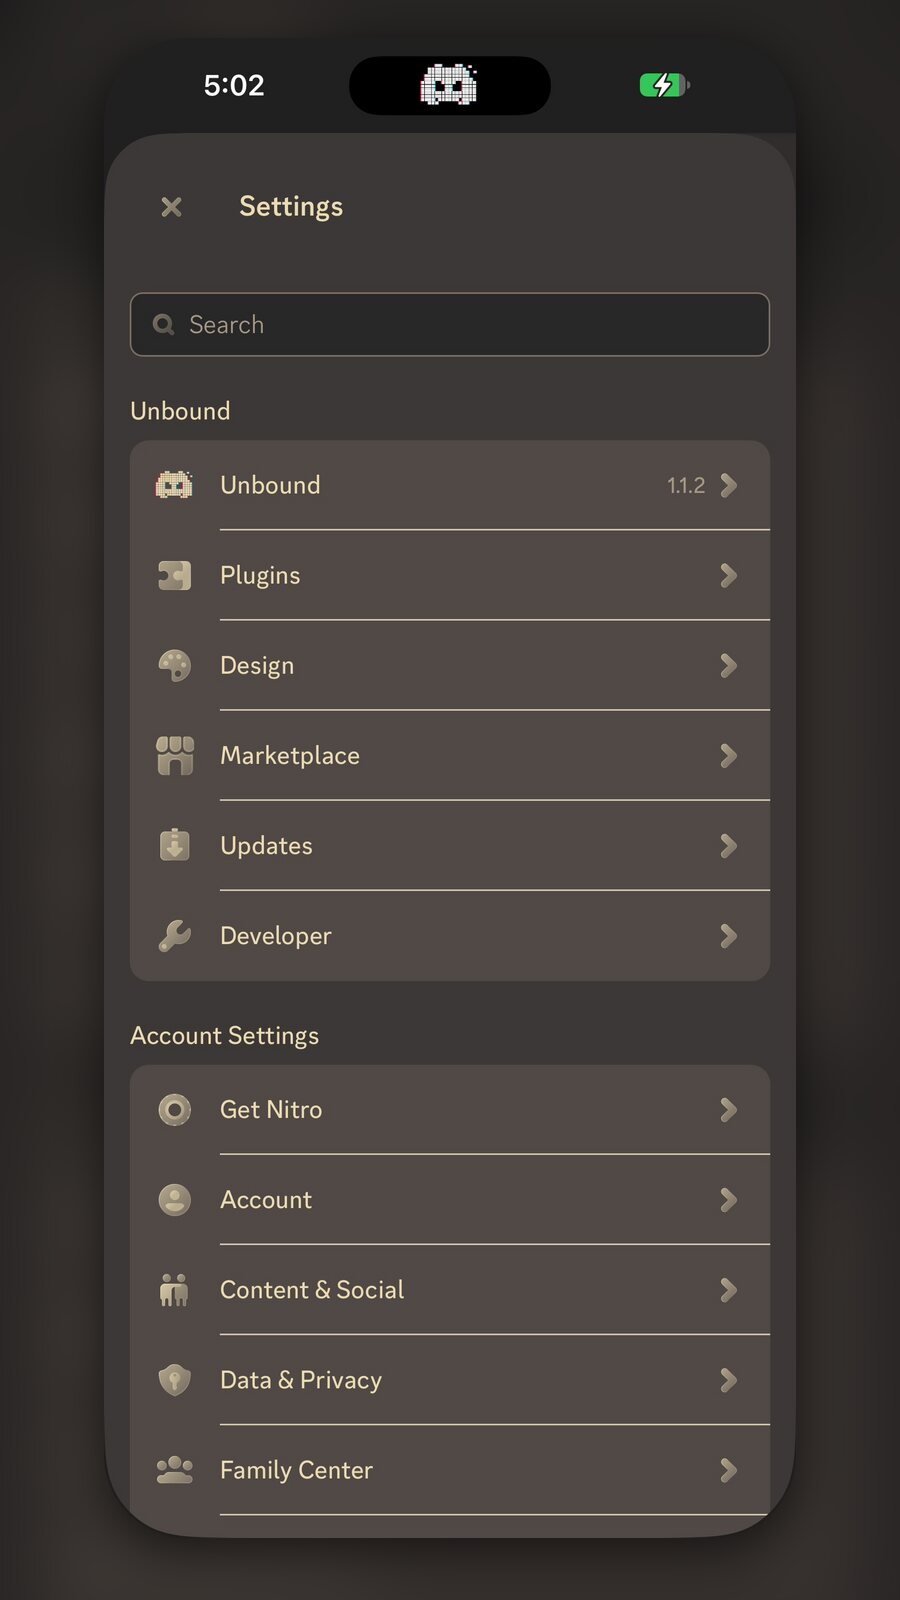 5:02
Settings
Search
Unbound
Unbound 1.1.2
Plugins
Design
Marketplace
Updates
Developer
Account Settings
Get Nitro
Account
Content & Social
Data & Privacy
Family Center